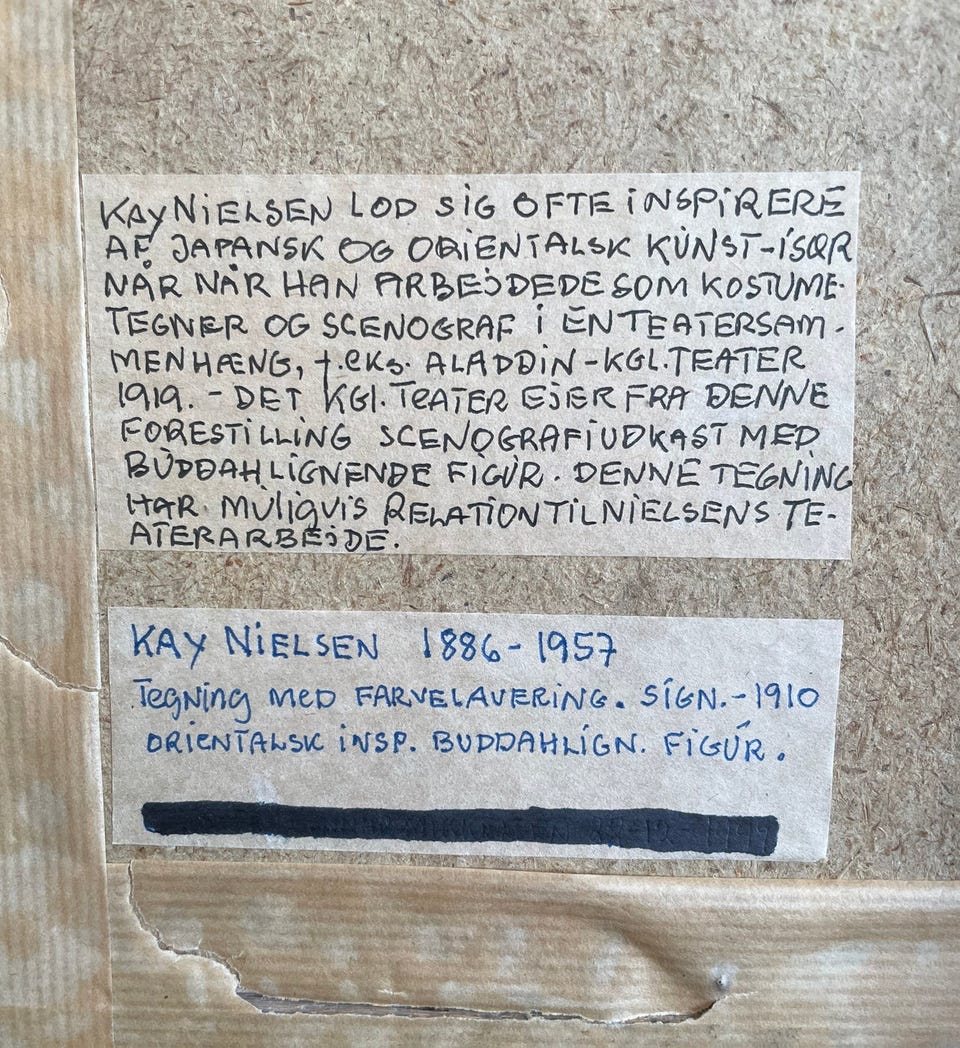 KAY NiELSEN LOD SiG OFTE iNSPiRERE
AF JAPANSK OG ORiENTALSK KUNST-ISÆR
NÅR NÅR HAN ARBEJDEDE SOM KOSTUME-
TEGNER OG SCENOGRAF i EN TEATERSAM-
MENHÆNG, f.eks. ALADDiN-KGL.TEATER
1919. - DET KGl. TEATER EJER FRA DENNE
FORESTiLLiNG SCENOGRAFiUDKAST MED
BUDDAHLiGNENDE FiGUR. DENNE TEGNiNG
HAR MULiGViS RELATiON TiL NiELSENS TE-
ATERARBEJDE.
KAY NiELSEN 1886-1957
TegNiNg MED FARVELAVERiNG. SiGN.-1910
ORiENTALSK iNSP. BUDDAHLiGN. FiGUR.